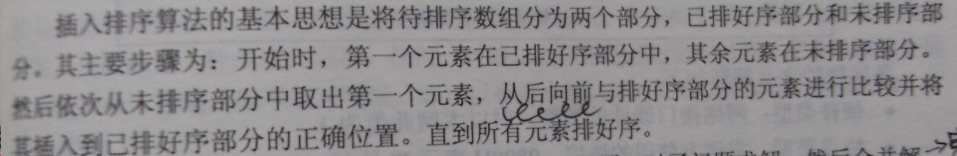 插入排序算法的基本思想是将待排序数组分为两个部分，已排好序部分和未排序部
分。其主要步骤为：开始时，第一个元素在已排好序部分中，其余元素在未排序部分。
然后依次从未排序部分中取出第一个元素，从后向前与排好序部分的元素进行比较并将
其插入到已排好序部分的正确位置。直到所有元素排好序。